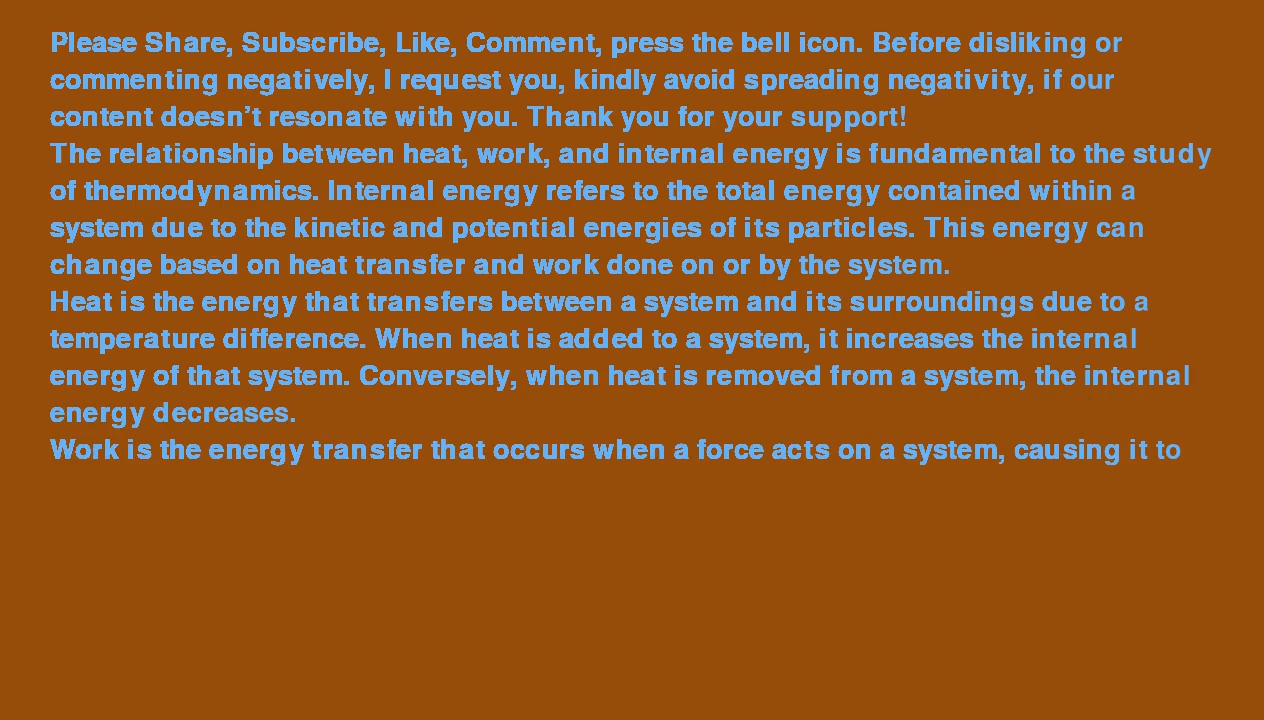 Please Share, Subscribe, Like, Comment, press the bell icon. Before disliking or
commenting negatively, I request you, kindly avoid spreading negativity, if our
content doesn’t resonate with you. Thank you for your support!
The relationship between heat, work, and internal energy is fundamental to the study
of thermodynamics. Internal energy refers to the total energy contained within a
system due to the kinetic and potential energies of its particles. This energy can
change based on heat transfer and work done on or by the system.
Heat is the energy that transfers between a system and its surroundings due to a
temperature difference. When heat is added to a system, it increases the internal
energy of that system. Conversely, when heat is removed from a system, the internal
energy decreases.
Work is the energy transfer that occurs when a force acts on a system, causing it to